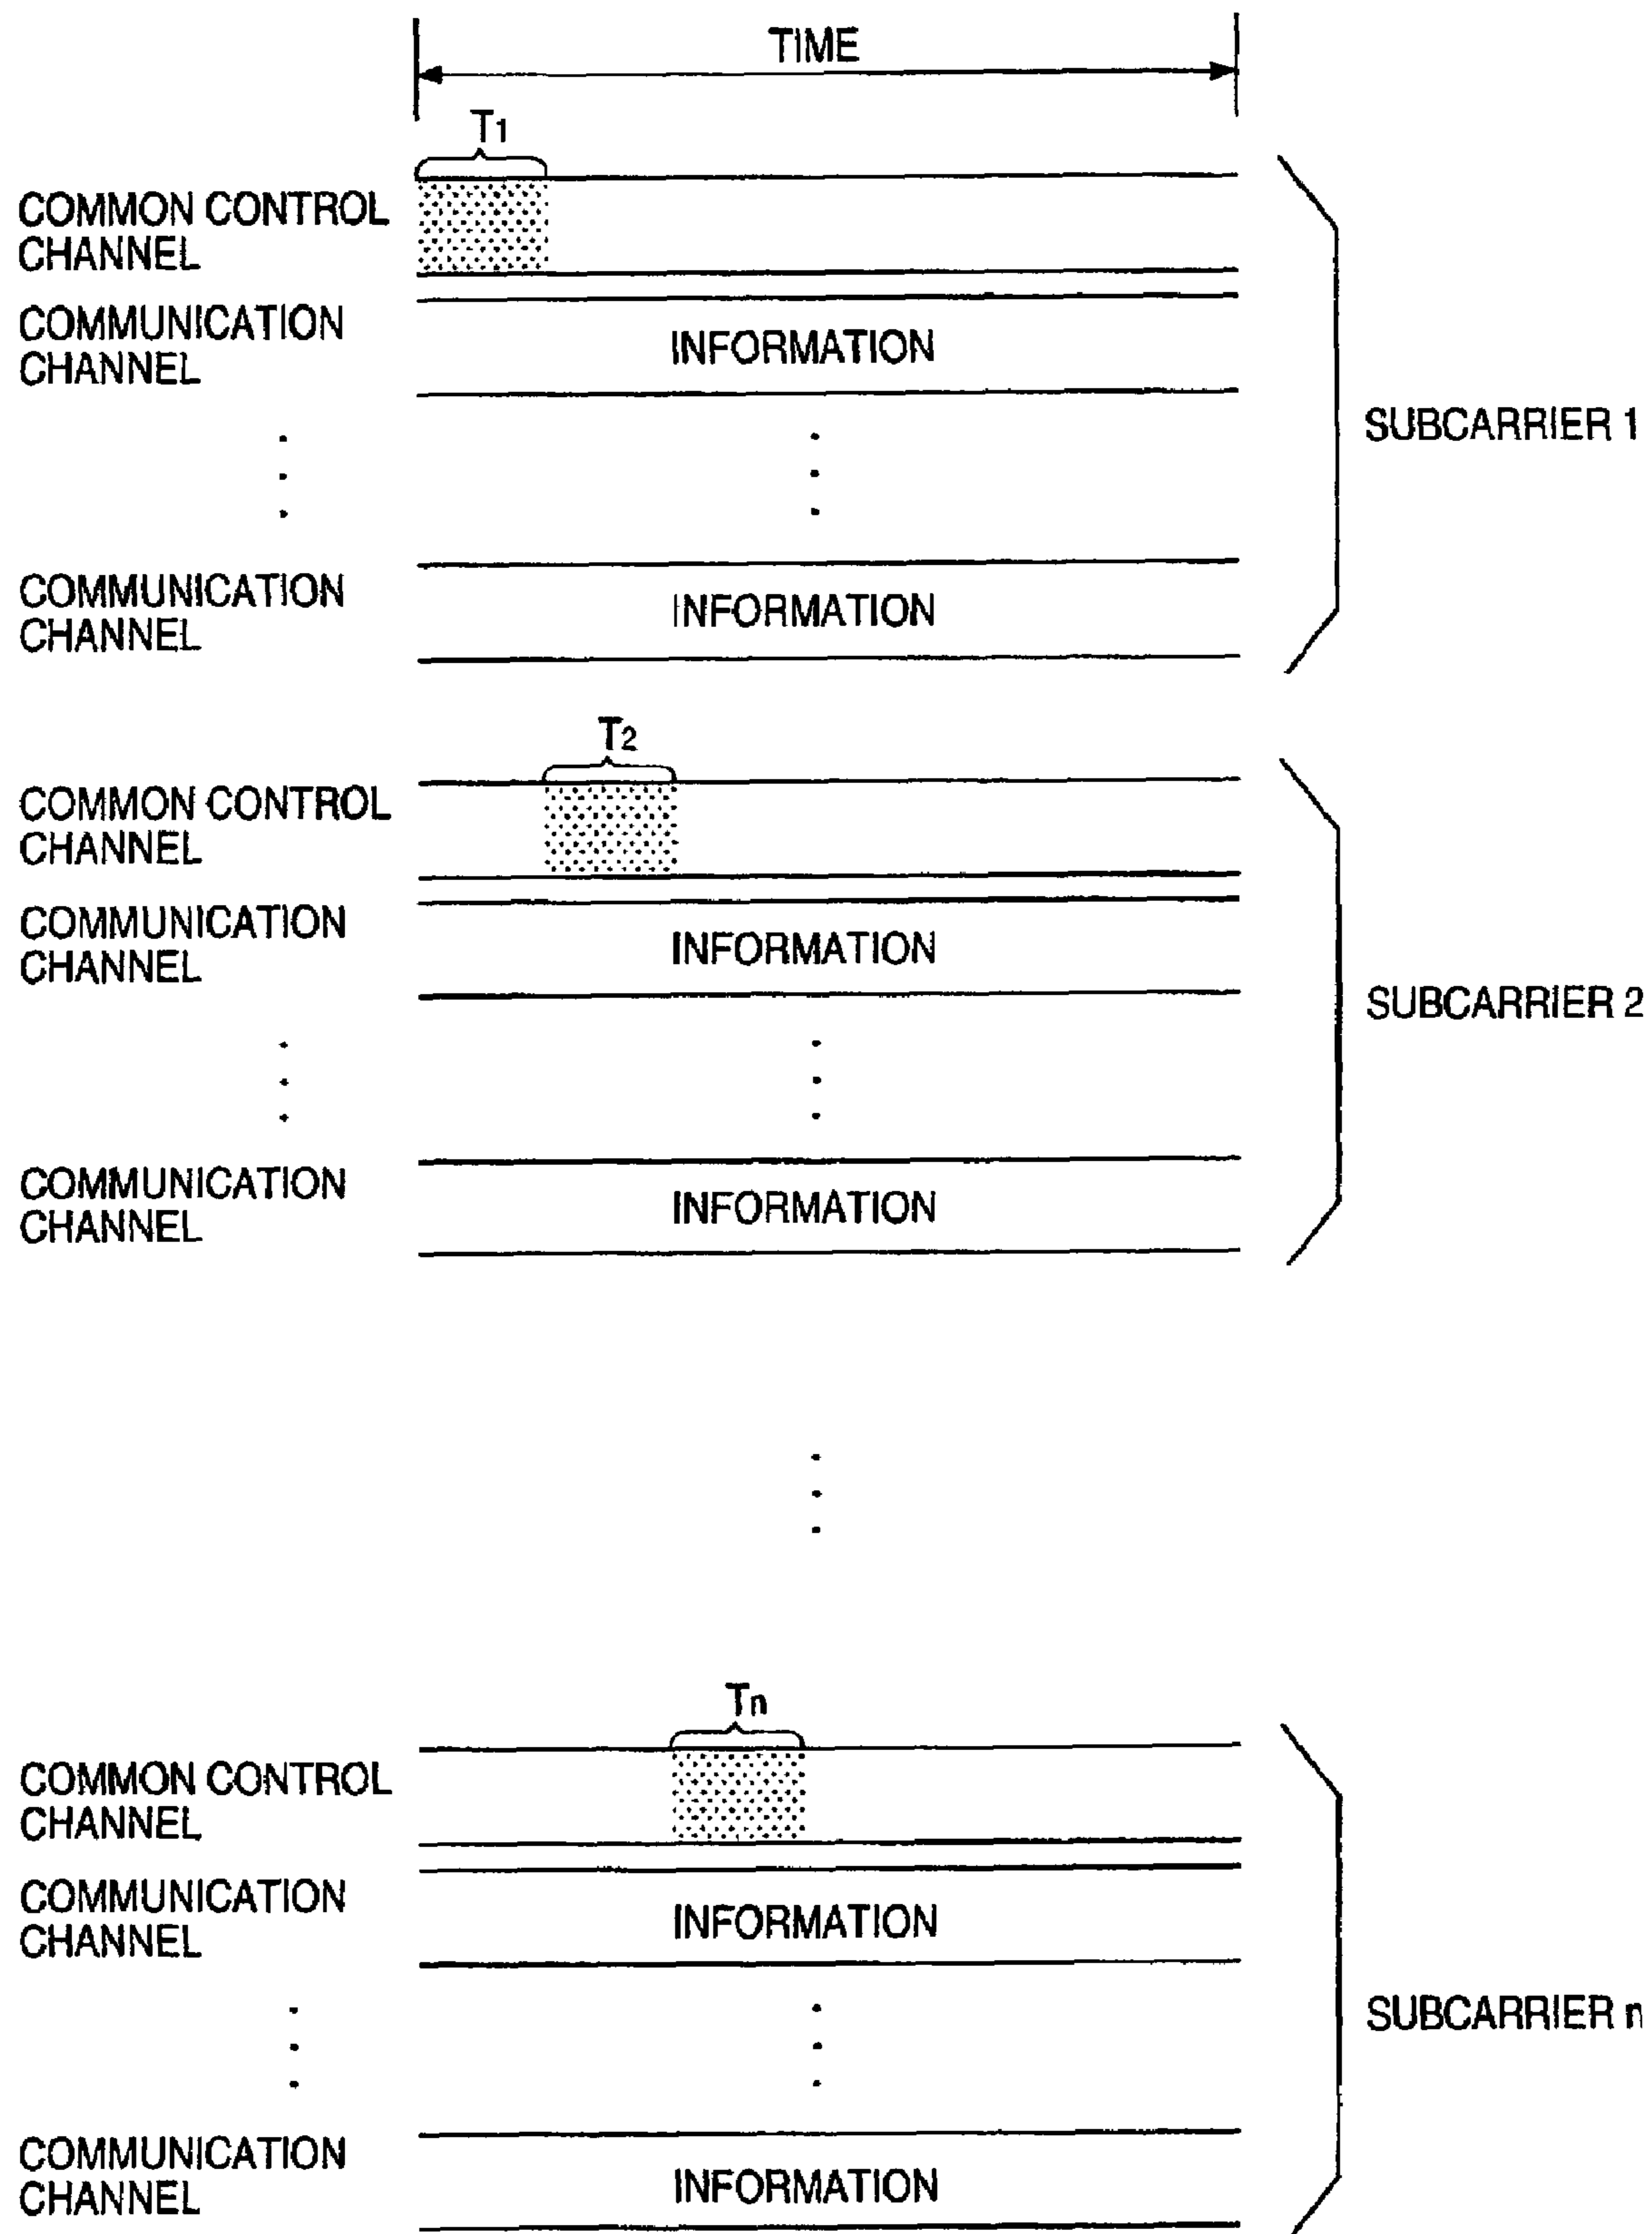 TIME
T1
COMMON CONTROL
CHANNEL
COMMUNICATION
CHANNEL
INFORMATION
SUBCARRIER 1
COMMUNICATION
CHANNEL
INFORMATION
T2
COMMON CONTROL
CHANNEL
COMMUNICATION
CHANNEL
INFORMATION
SUBCARRIER 2
COMMUNICATION
CHANNEL
INFORMATION
Tn
COMMON CONTROL
CHANNEL
COMMUNICATION
CHANNEL
INFORMATION
SUBCARRIER n
COMMUNICATION
CHANNEL
INFORMATION